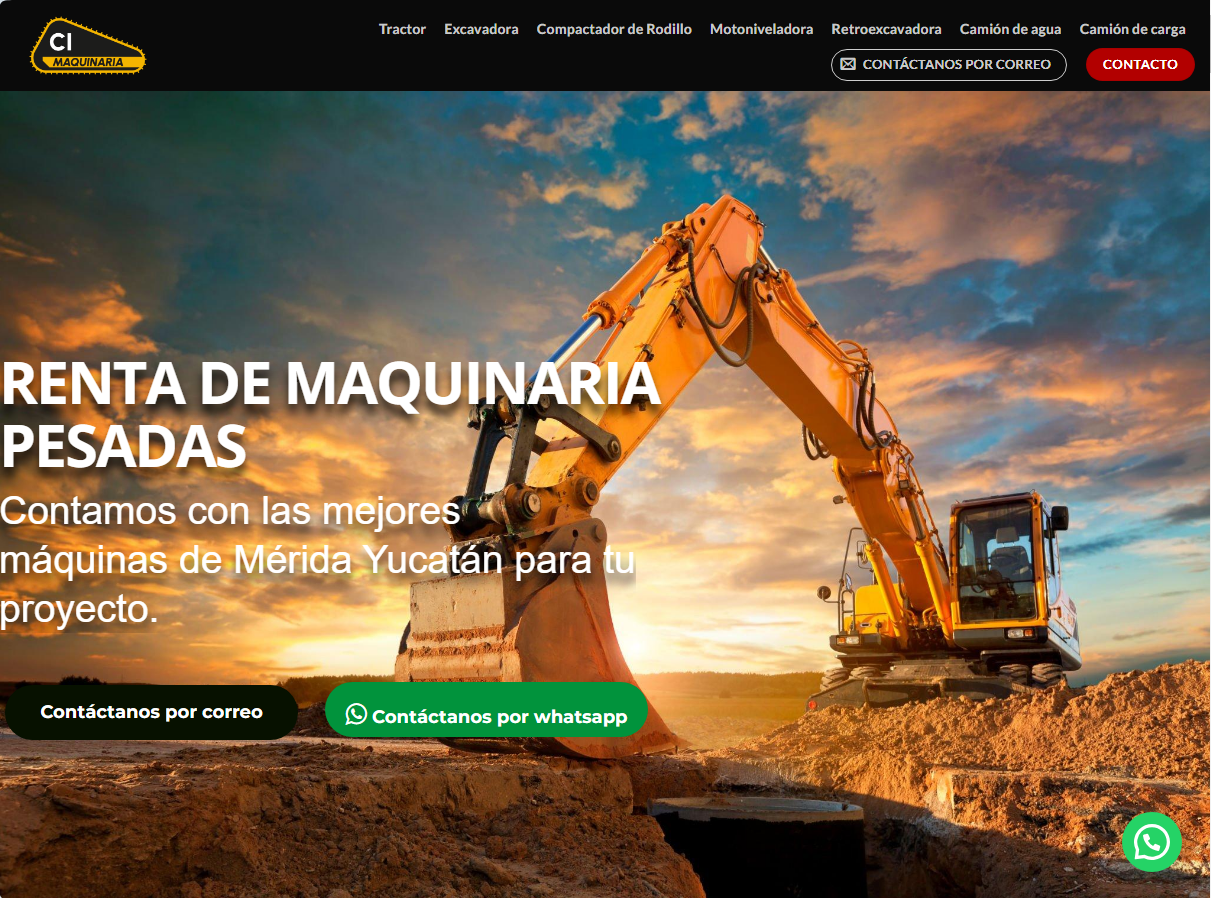 CI
MAQUINARIA
Tractor Excavadora Compactador de Rodillo Motoniveladora Retroexcavadora Camión de agua Camión de carga
CONTÁCTANOS POR CORREO CONTACTO
RENTA DE MAQUINARIA
PESADAS
Contamos con las mejores
máquinas de Mérida Yucatán para tu
proyecto.
Contáctanos por correo Contáctanos por whatsapp